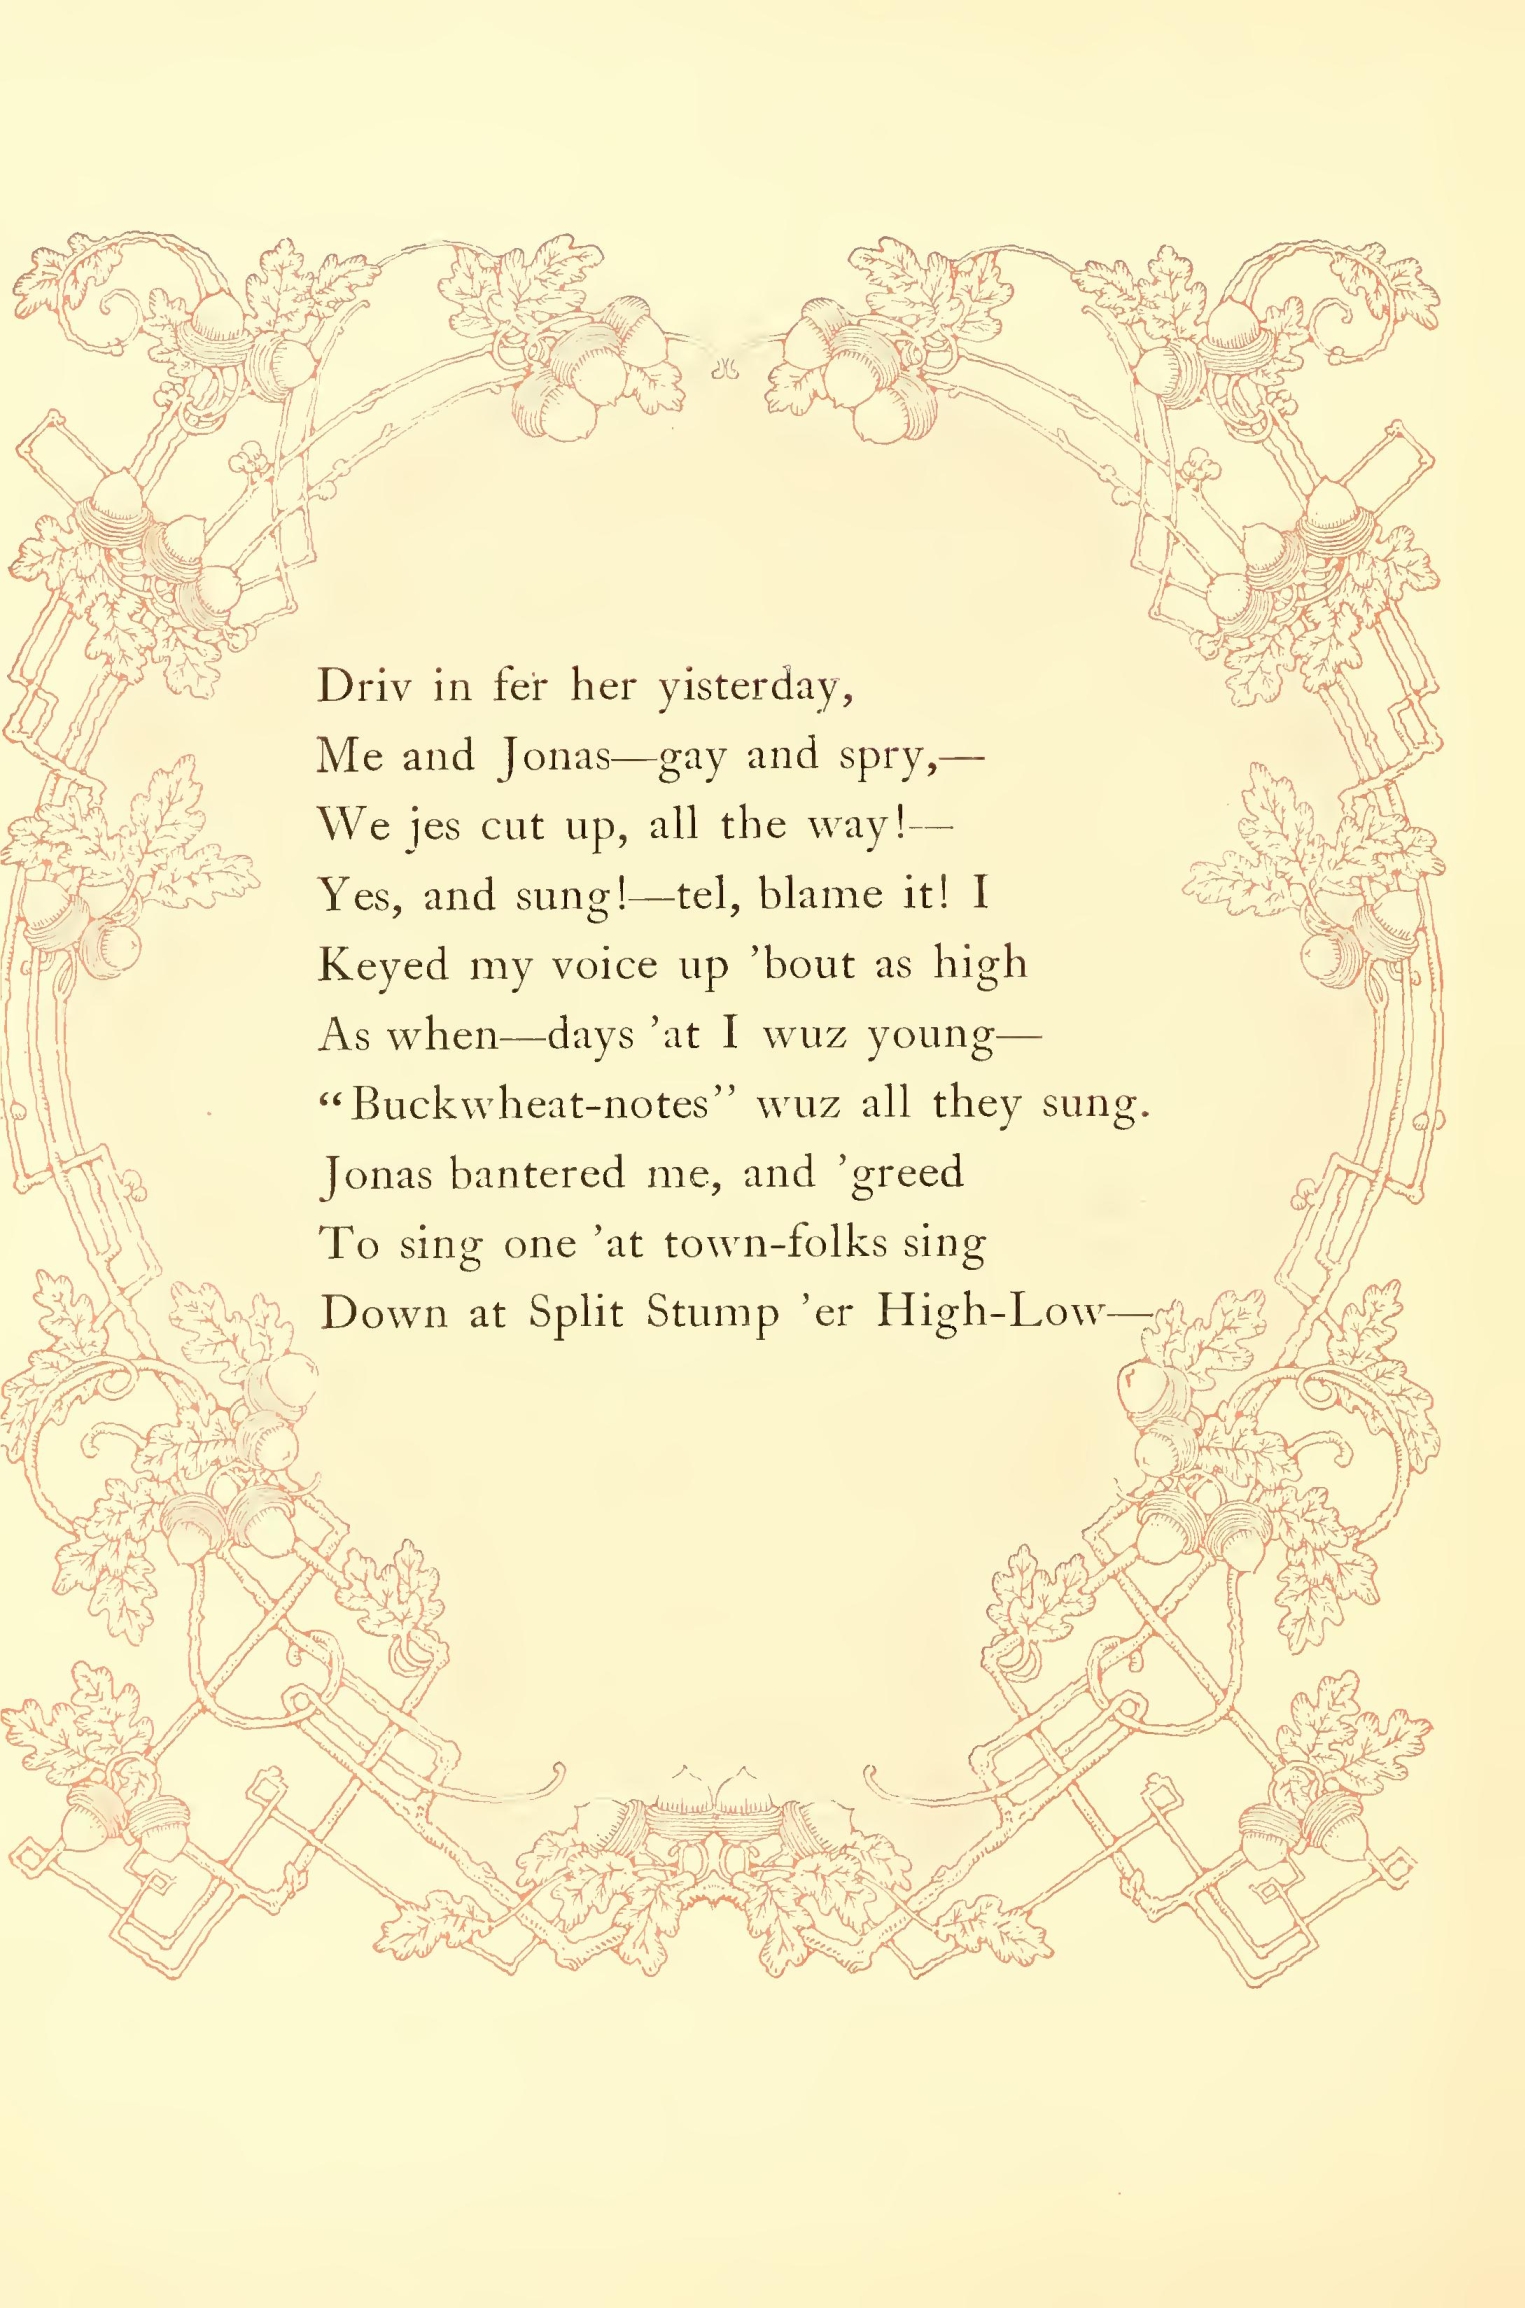 Driv in fer her yisterday,
Me and Jonas—gay and spry,—
We jes cut up, all the way!—
Yes, and sung!—tel, blame it! I
Keyed my voice up ’bout as high
As when—days ’at I wuz young—
“Buckwheat-notes” wuz all they sung.
Jonas bantered me, and ’greed
To sing one ’at town-folks sing
Down at Split Stump ’er High-Low—